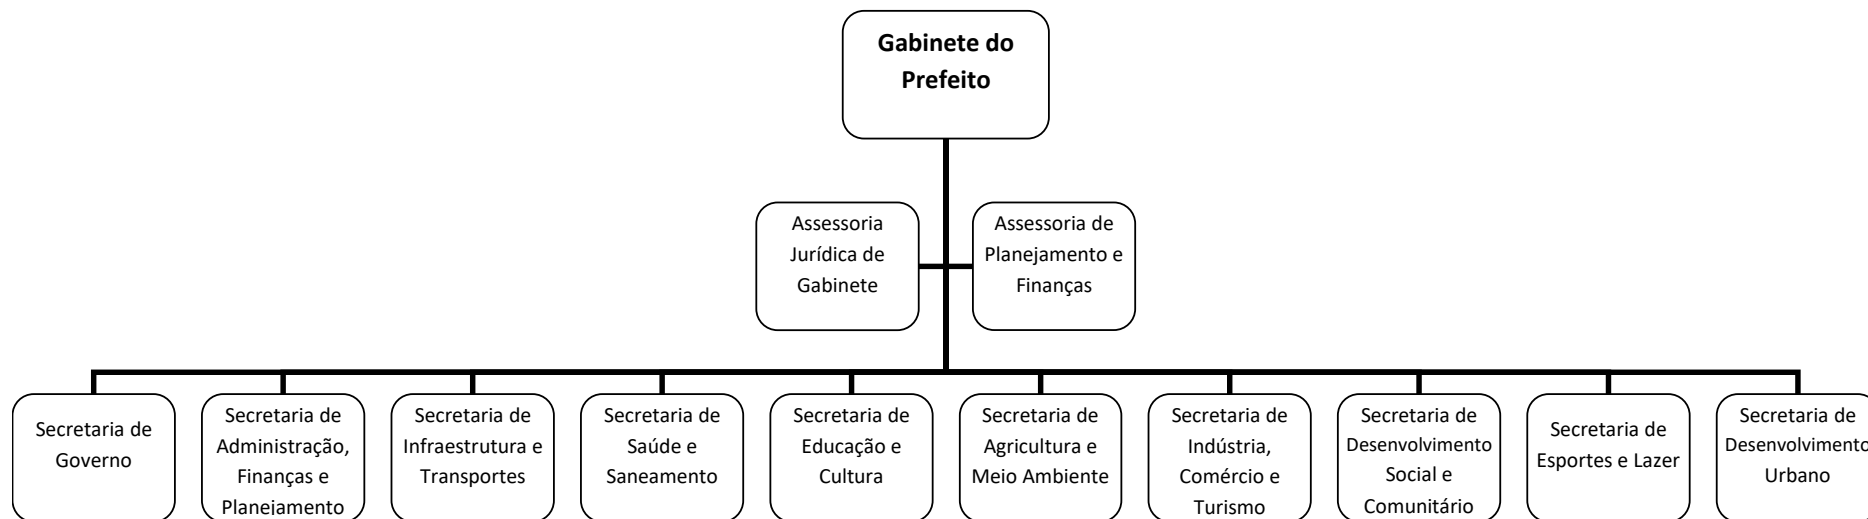 Gabinete do
Prefeito
Assessoria
Jurídica de
Gabinete
Assessoria de
Planejamento e
Finanças
Secretaria de
Governo
Secretaria de
Administração,
Finanças e
Planejamento
Secretaria de
Infraestrutura e
Transportes
Secretaria de
Saúde e
Saneamento
Secretaria de
Educação e
Cultura
Secretaria de
Agricultura e
Meio Ambiente
Secretaria de
Indústria,
Comércio e
Turismo
Secretaria de
Desenvolvimento
Social e
Comunitário
Secretaria de
Esportes e Lazer
Secretaria de
Desenvolvimento
Urbano